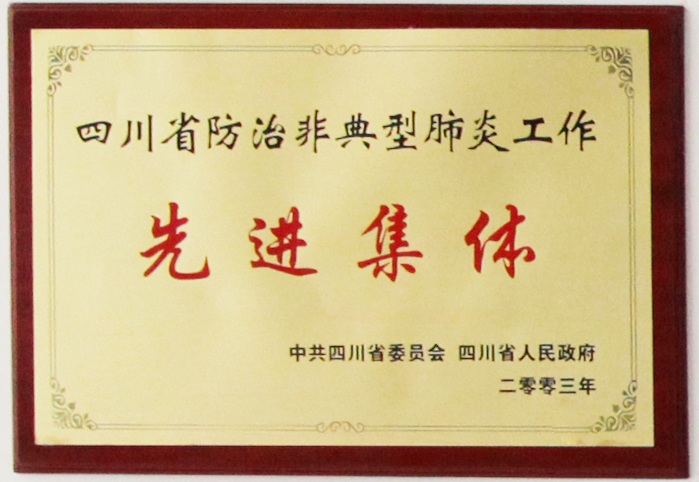 四川省防治非典型肺炎工作
先进集体
中共四川省委员会 四川省人民政府
二零零三年